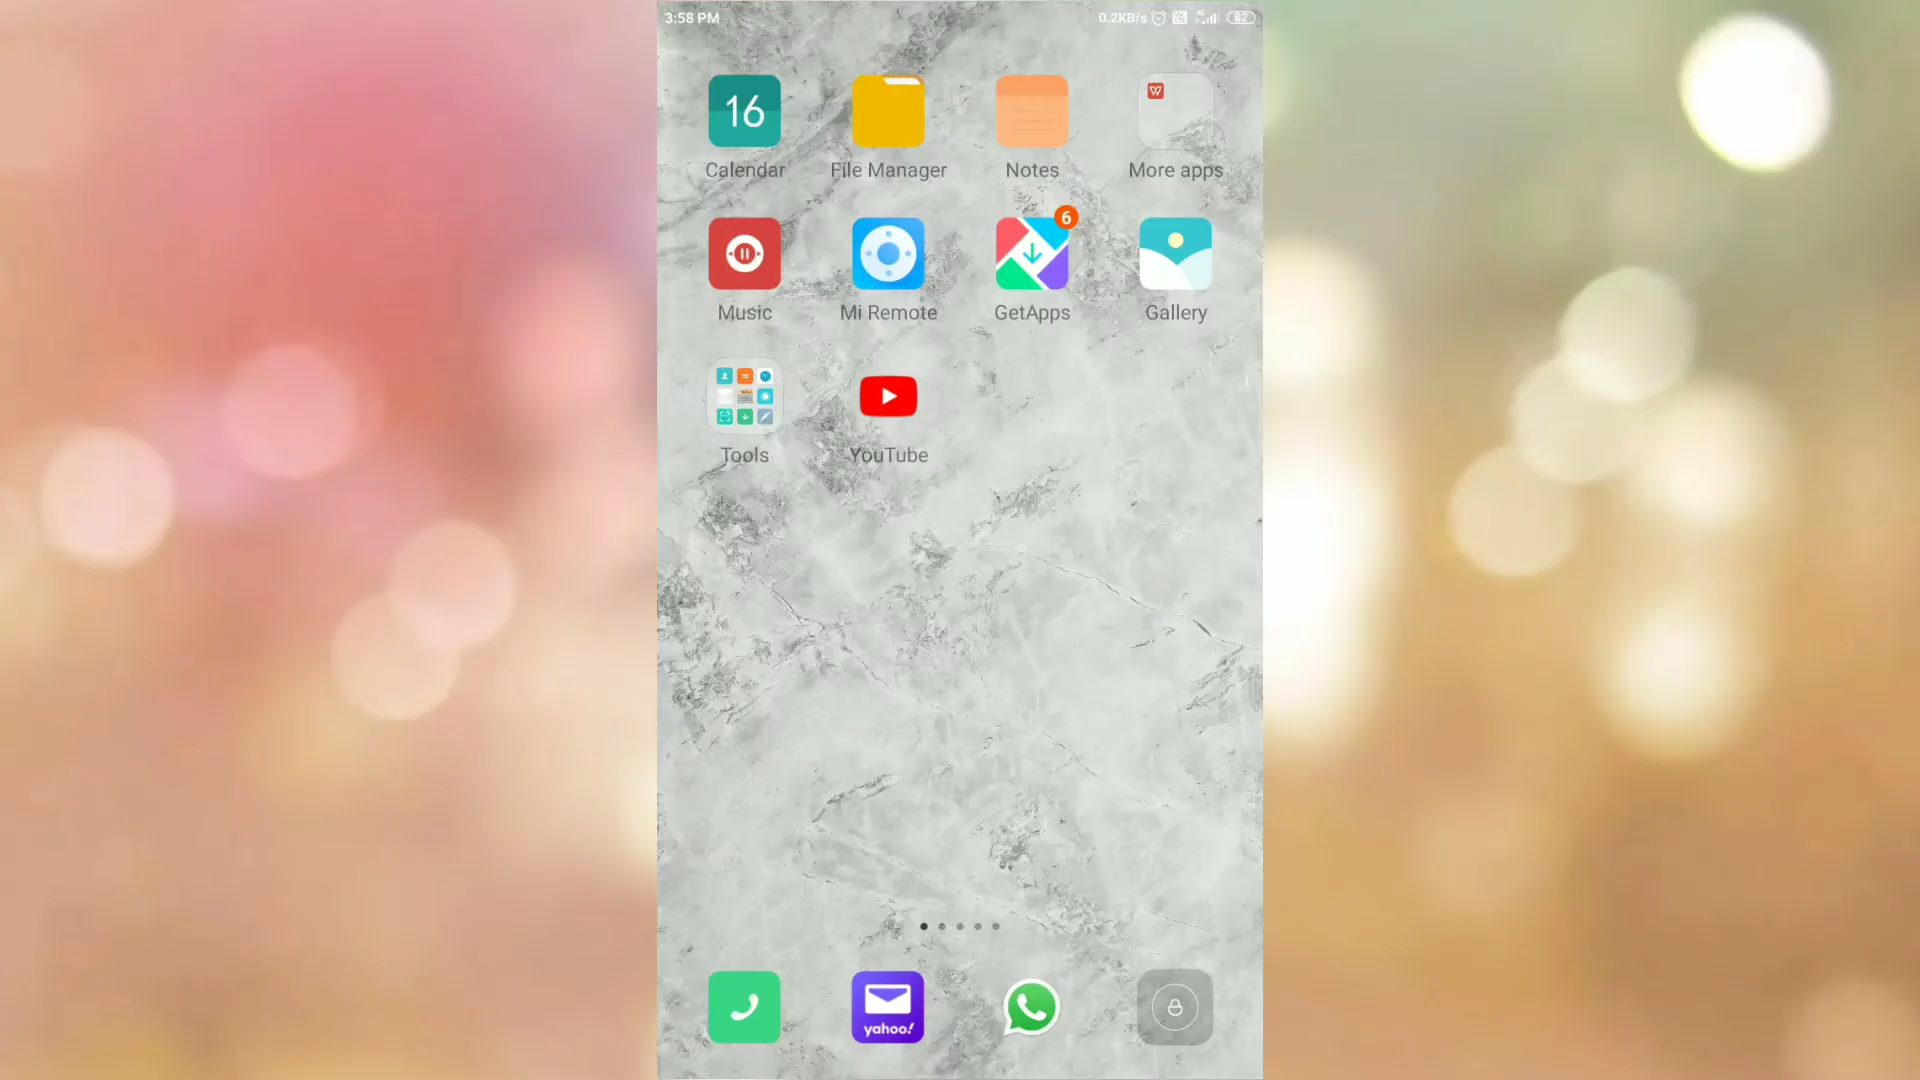 3:58 PM 0.2KB/s 82
16 W
Calendar File Manager Notes More apps
6
Music Mi Remote GetApps Gallery
Tools YouTube
yahoo!